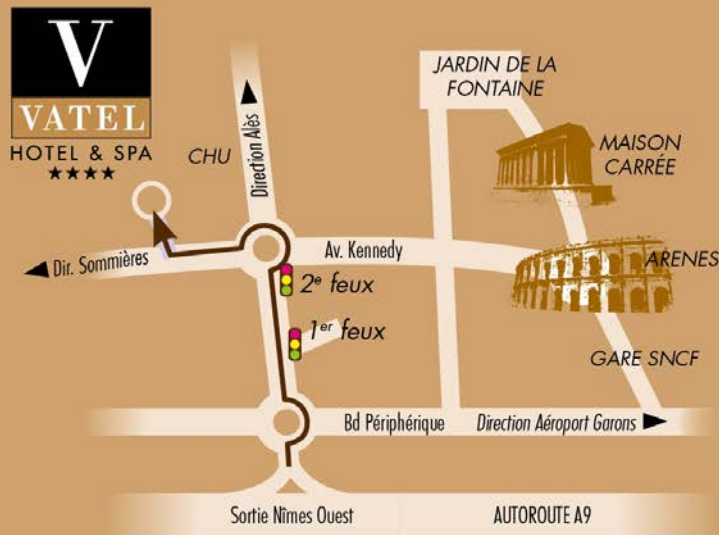 V
VATEL
HOTEL & SPA
★★★★
CHU
Direction Alès
JARDIN DE LA
FONTAINE
MAISON
CARRÉE
Dir. Sommières
Av. Kennedy
ARENES
2e feux
1er feux
GARE SNCF
Bd Périphérique
Direction Aéroport Garons
Sortie Nîmes Ouest
AUTOROUTE A9